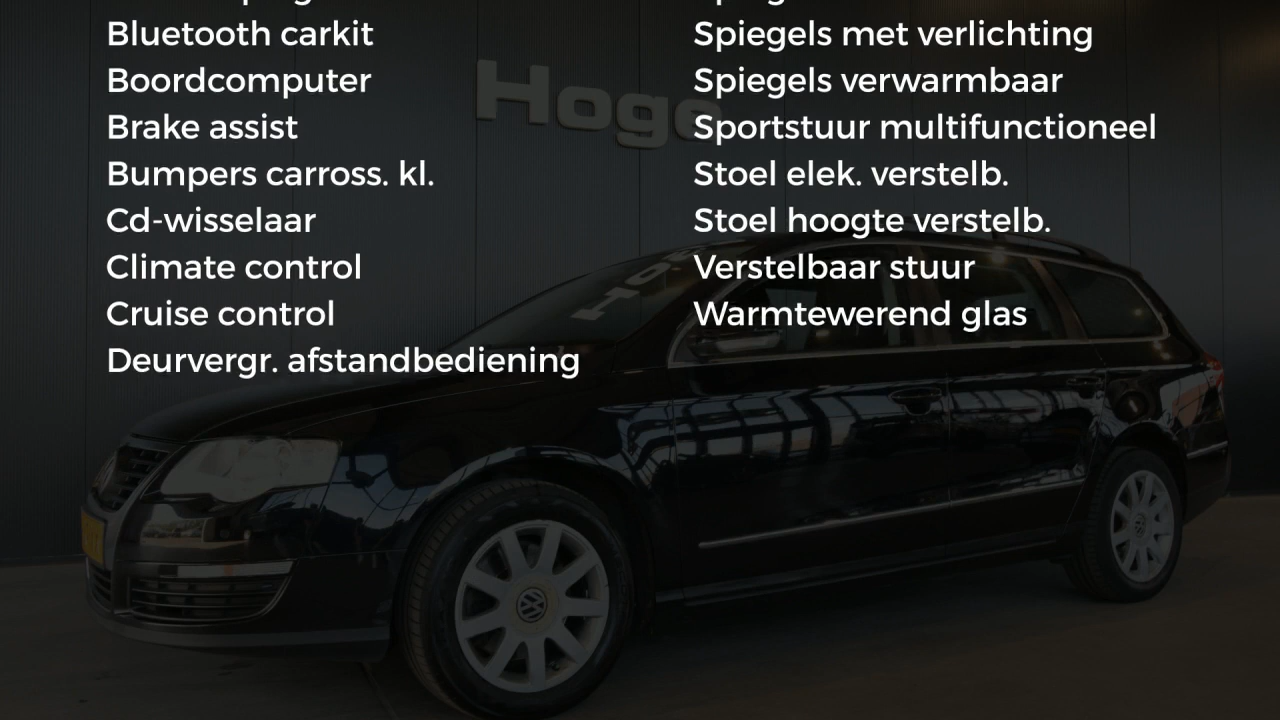 Bluetooth carkit
Boordcomputer
Brake assist
Bumpers carross. kl.
Cd-wisselaar
Climate control
Cruise control
Deurvergr. afstandbediening
Spiegels met verlichting
Spiegels verwarmbaar
Sportstuur multifunctioneel
Stoel elek. verstelb.
Stoel hoogte verstelb.
Verstelbaar stuur
Warmtewerend glas